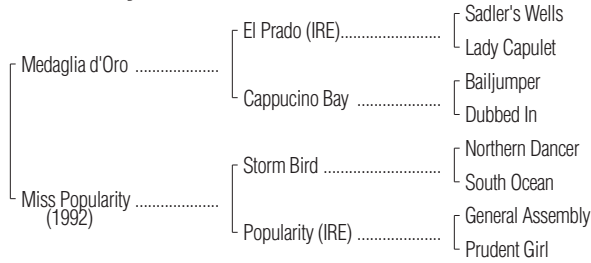 Sadler's Wells
El Prado (IRE)....................
Lady Capulet
Medaglia d'Oro ....................
Bailjumper
Cappucino Bay ....................
Dubbed In
Northern Dancer
Storm Bird ............................
South Ocean
Miss Popularity ....................
(1992)
General Assembly
Popularity (IRE) ....................
Prudent Girl